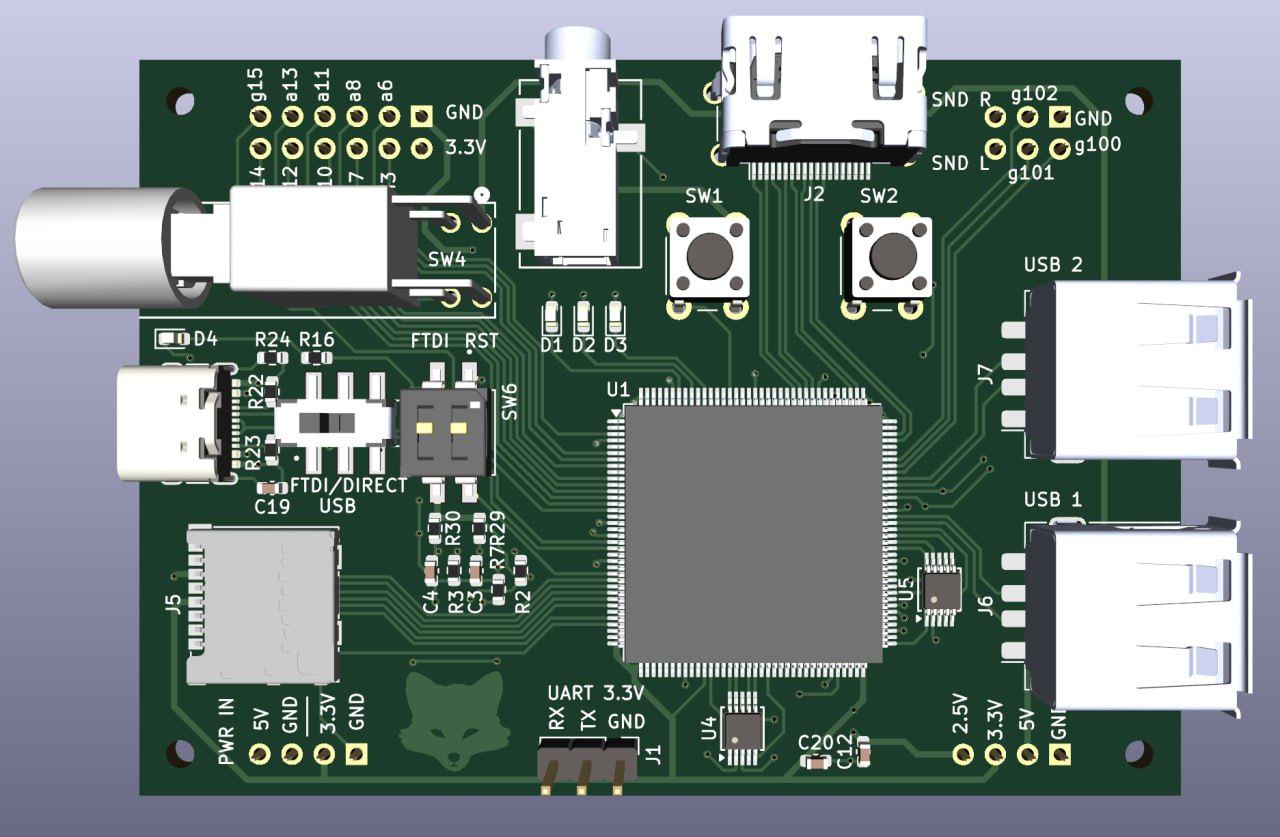 g15 a13 a11 a8 a6 GND
3.3V
14 12 10 7
SND R g102 GND
SND L g101 g100
J2
SW1
SW2
SW4
USB 2
D4
R24 R16
FTDI RST
D1 D2 D3
R22
SW6
U1
J7
R23
FTDI/DIRECT
USB
C19
USB 1
R30
R29
R7
J5
C4 R3 C3 R2
U5
J6
PWR IN 5V GND 3.3V GND
UART 3.3V
RX TX GND
J1
U4
C20 C12
2.5V 3.3V 5V GND